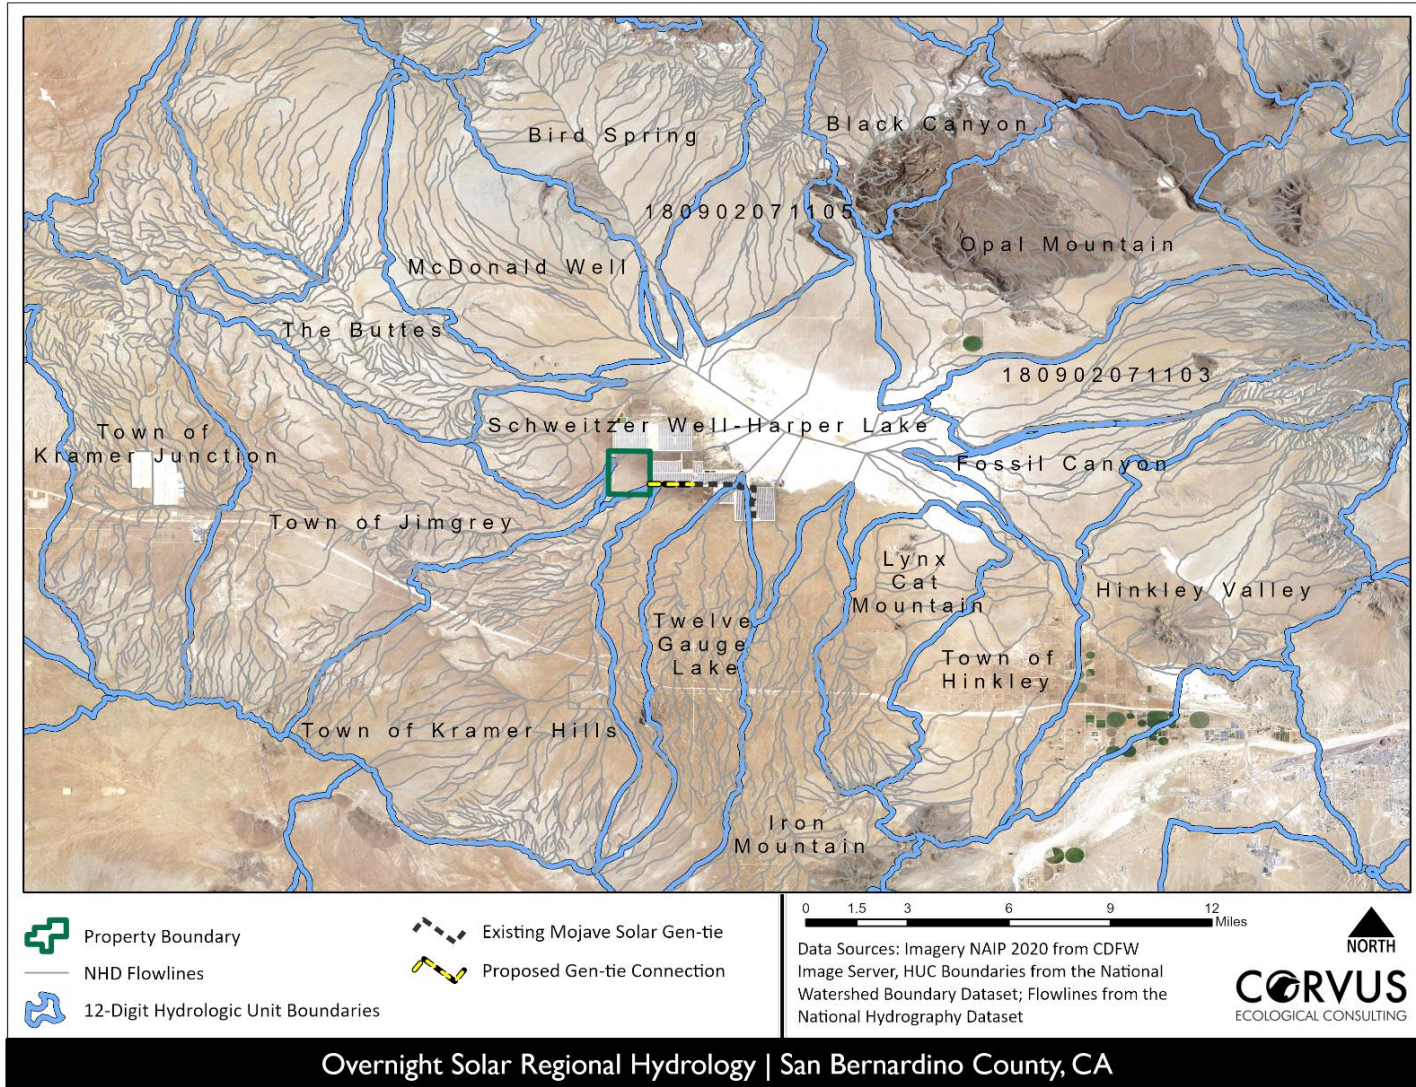 Bird Spring
Black Canyon
180902071105
Opal Mountain
McDonald Well
The Buttes
180902071103
Schweitzer Well-Harper Lake
Town of
Kramer Junction
Fossil Canyon
Town of Jimgrey
Lynx
Cat
Mountain
Hinkley Valley
Twelve
Gauge
Lake
Town of
Hinkley
Town of Kramer Hills
Iron
Mountain
Property Boundary
NHD Flowlines
12-Digit Hydrologic Unit Boundaries
Existing Mojave Solar Gen-tie
Proposed Gen-tie Connection
0 1.5 3 6 9 12
Miles
Data Sources: Imagery NAIP 2020 from CDFW
Image Server, HUC Boundaries from the National
Watershed Boundary Dataset; Flowlines from the
National Hydrography Dataset
NORTH
CORVUS
ECOLOGICAL CONSULTING
Overnight Solar Regional Hydrology | San Bernardino County, CA